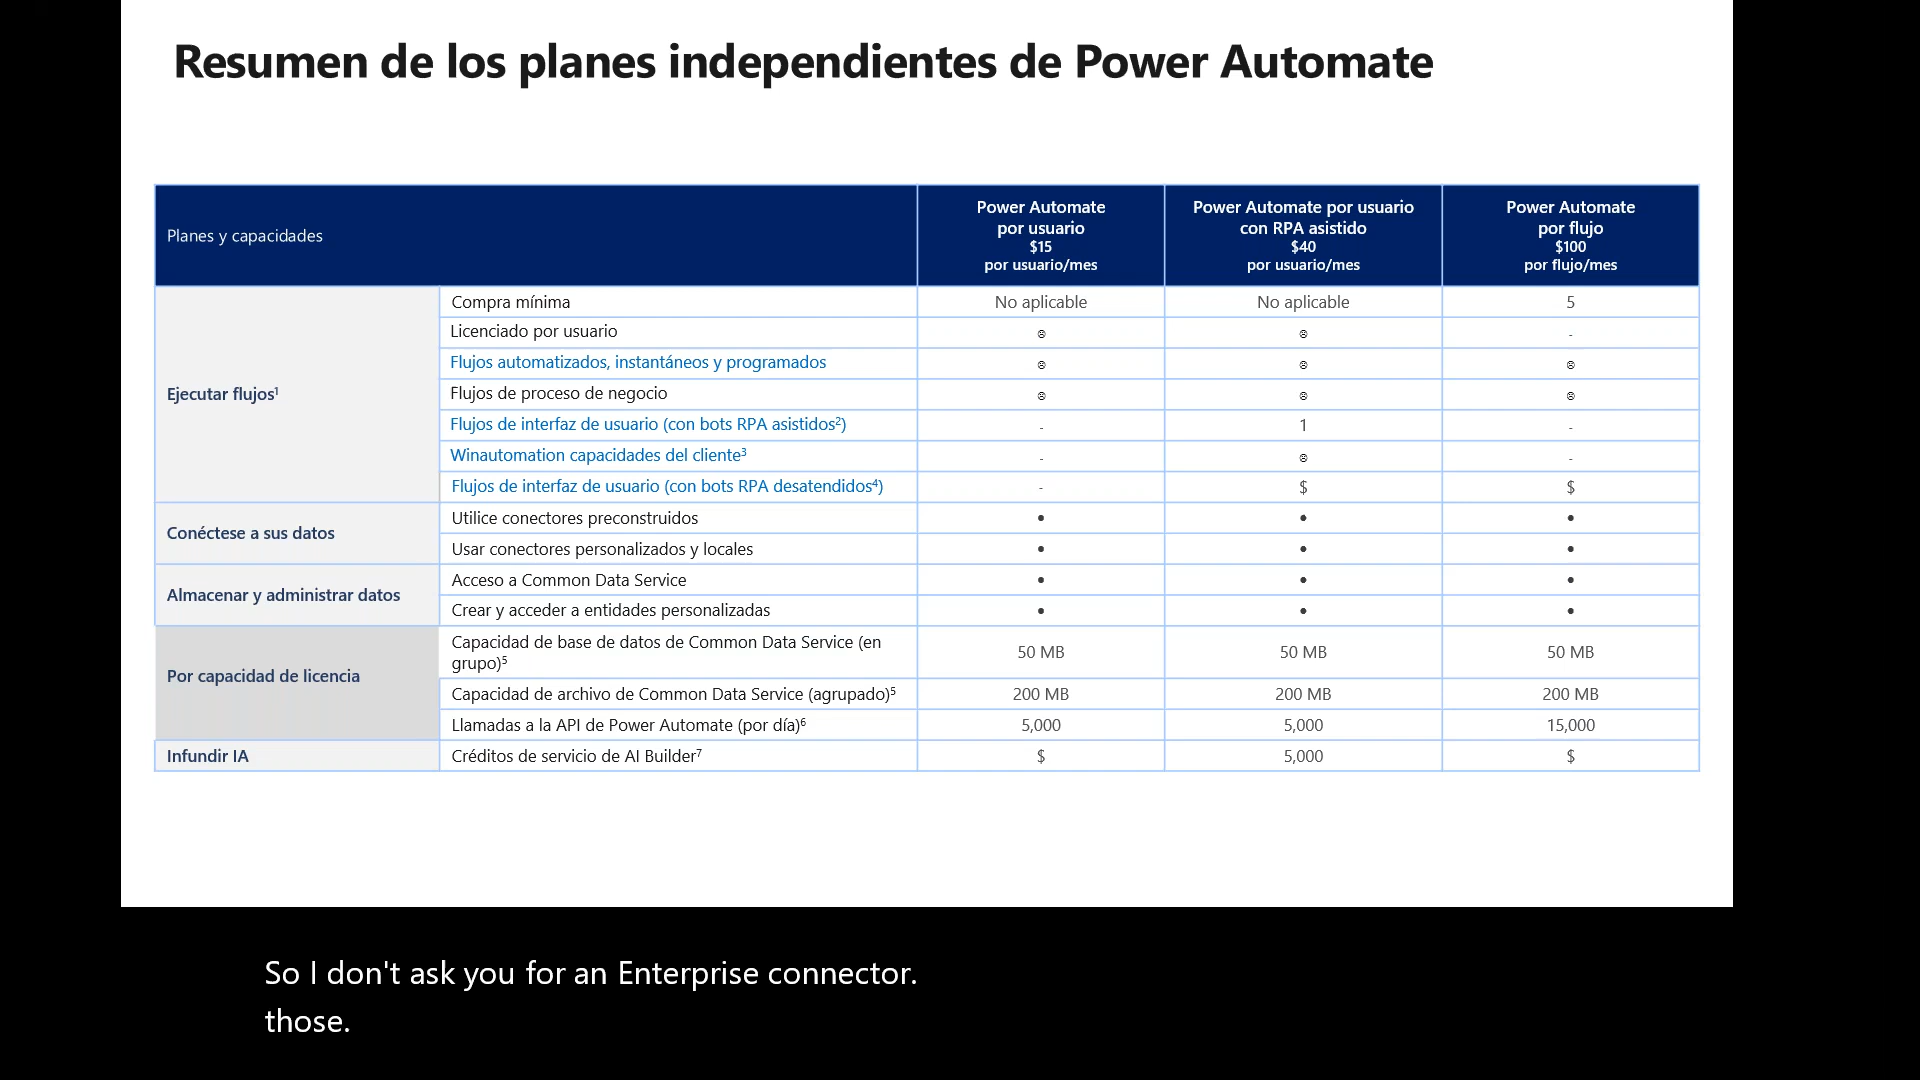 Resumen de los planes independientes de Power Automate
Planes y capacidades
Power Automate
por usuario
$15
por usuario/mes
Power Automate por usuario
con RPA asistido
$40
por usuario/mes
Power Automate
por flujo
$100
por flujo/mes
Ejecutar flujos¹
Compra mínima No aplicable No aplicable 5
Licenciado por usuario ☹ ☹ -
Flujos automatizados, instantáneos y programados ☹ ☹ ☹
Flujos de proceso de negocio ☹ ☹ ☹
Flujos de interfaz de usuario (con bots RPA asistidos²) - 1 -
Winautomation capacidades del cliente³ - ☹ -
Flujos de interfaz de usuario (con bots RPA desatendidos⁴) - $ $
Conéctese a sus datos
Utilice conectores preconstruidos • • •
Usar conectores personalizados y locales • • •
Almacenar y administrar datos
Acceso a Common Data Service • • •
Crear y acceder a entidades personalizadas • • •
Por capacidad de licencia
Capacidad de base de datos de Common Data Service (en
grupo)⁵ 50 MB 50 MB 50 MB
Capacidad de archivo de Common Data Service (agrupado)⁵ 200 MB 200 MB 200 MB
Llamadas a la API de Power Automate (por día)⁶ 5,000 5,000 15,000
Infundir IA
Créditos de servicio de AI Builder⁷ $ 5,000 $
So I don't ask you for an Enterprise connector.
those.